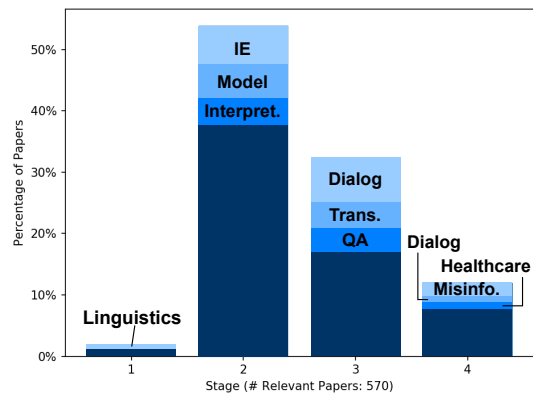 50%
40%
30%
20%
10%
0%
Percentage of Papers
IE
Model
Interpret.
Dialog
Trans.
QA
Dialog
Healthcare
Misinfo.
Linguistics
1 2 3 4
Stage (# Relevant Papers: 570)